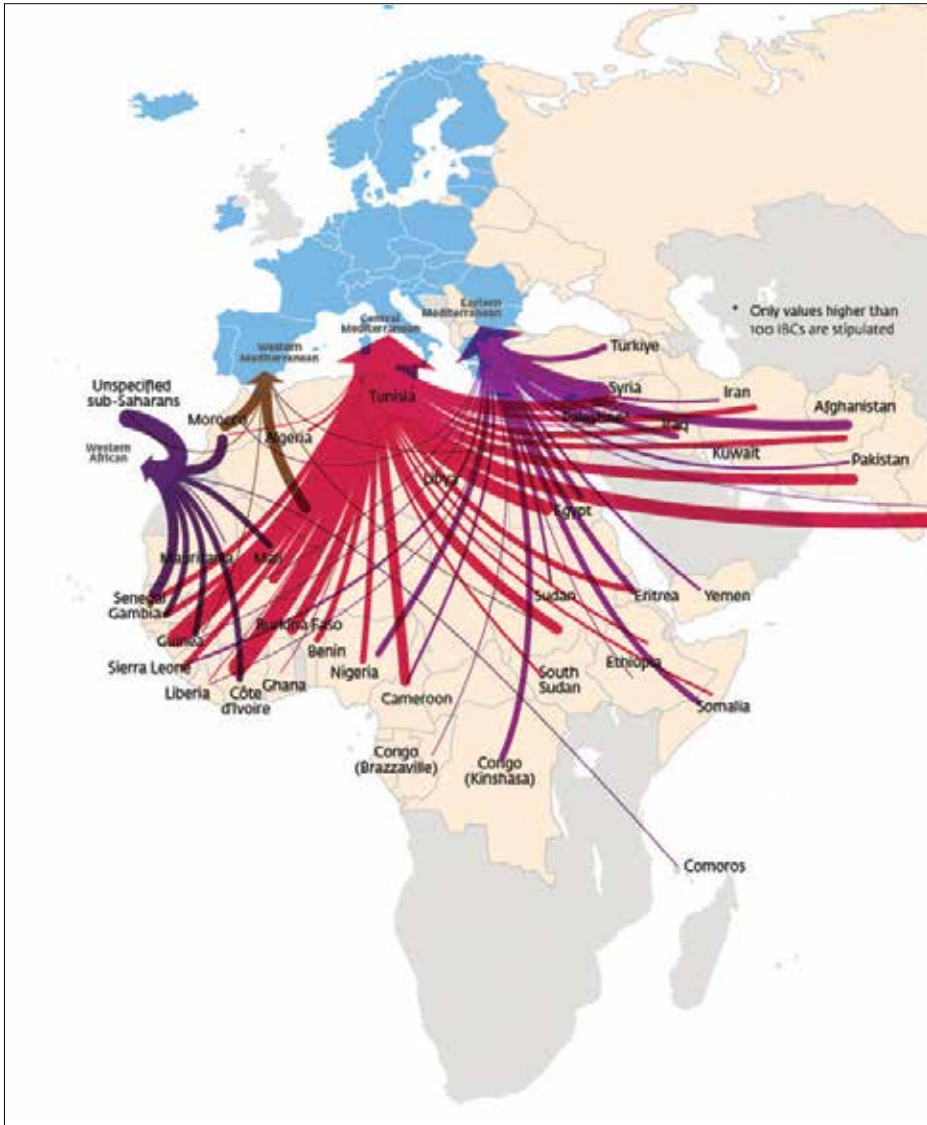 Eastern
Mediterranean
Central
Mediterranean
Western
Mediterranean
* Only values higher than
100 IBCs are stipulated
Türkiye
Unspecified
sub-Saharans
Morocco
Tunisia
Syria
Iran
Afghanistan
Palestine
Iraq
Algeria
Western
African
Kuwait
Pakistan
Libya
Egypt
Mauritania
Mali
Senegal
Gambia
Sudan
Eritrea
Yemen
Guinea
Burkina Faso
Benin
Sierra Leone
Nigeria
Ethiopia
Liberia
Côte
d'Ivoire
Ghana
Cameroon
South
Sudan
Somalia
Congo
(Brazzaville)
Congo
(Kinshasa)
Comoros